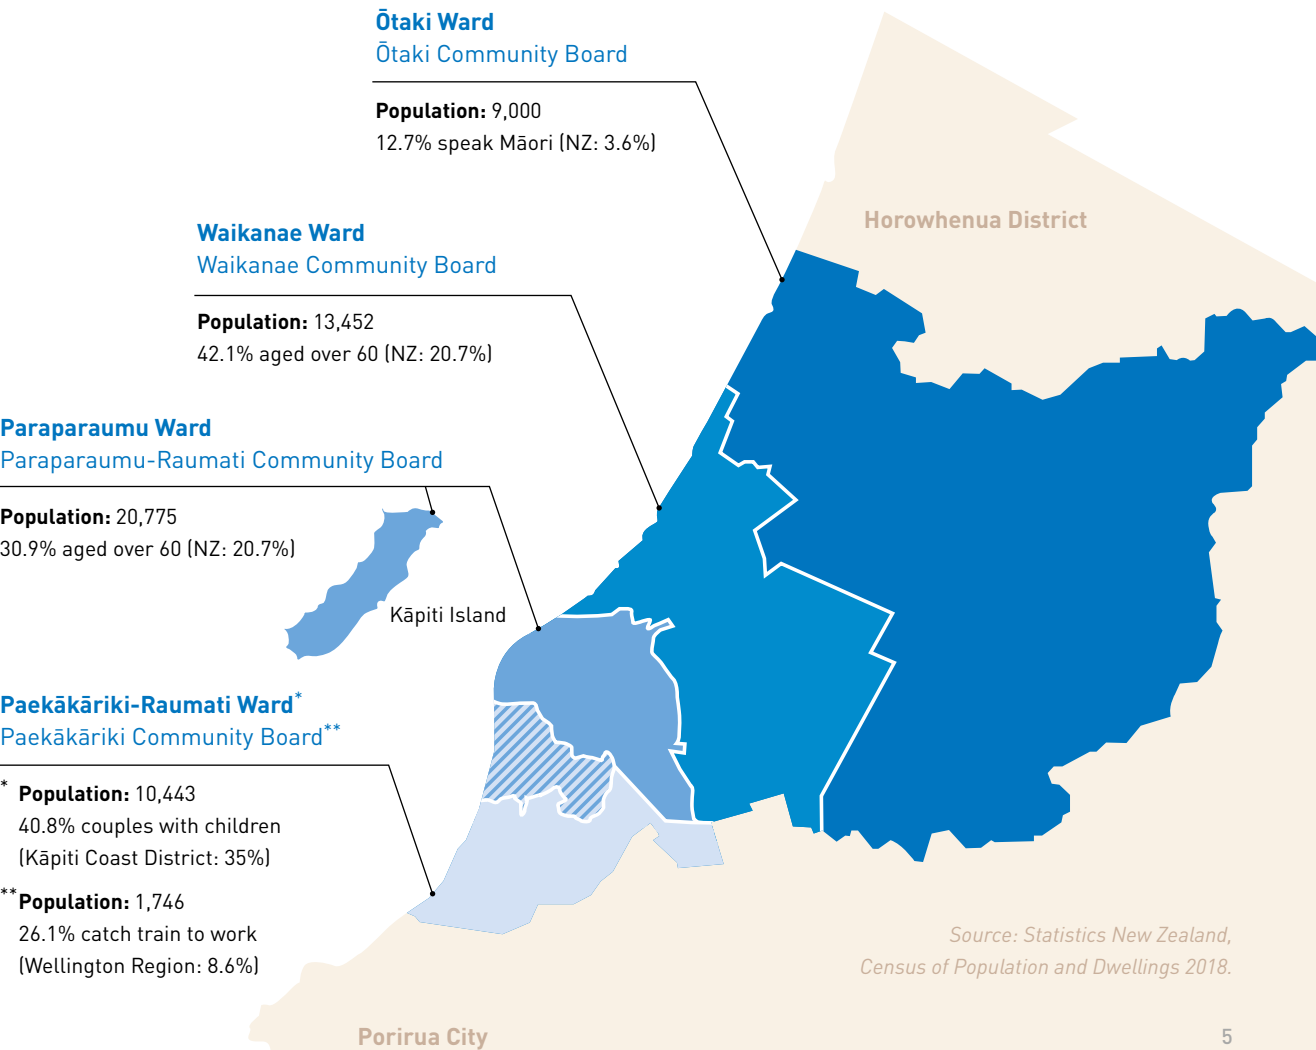 Ōtaki Ward
Ōtaki Community Board
Population: 9,000
12.7% speak Māori (NZ: 3.6%)
Horowhenua District
Waikanae Ward
Waikanae Community Board
Population: 13,452
42.1% aged over 60 (NZ: 20.7%)
Paraparaumu Ward
Paraparaumu-Raumati Community Board
Population: 20,775
30.9% aged over 60 (NZ: 20.7%)
Kāpiti Island
Paekākāriki-Raumati Ward*
Paekākāriki Community Board**
* Population: 10,443
40.8% couples with children
(Kāpiti Coast District: 35%)
** Population: 1,746
26.1% catch train to work
(Wellington Region: 8.6%)
Source: Statistics New Zealand,
Census of Population and Dwellings 2018.
Porirua City
5